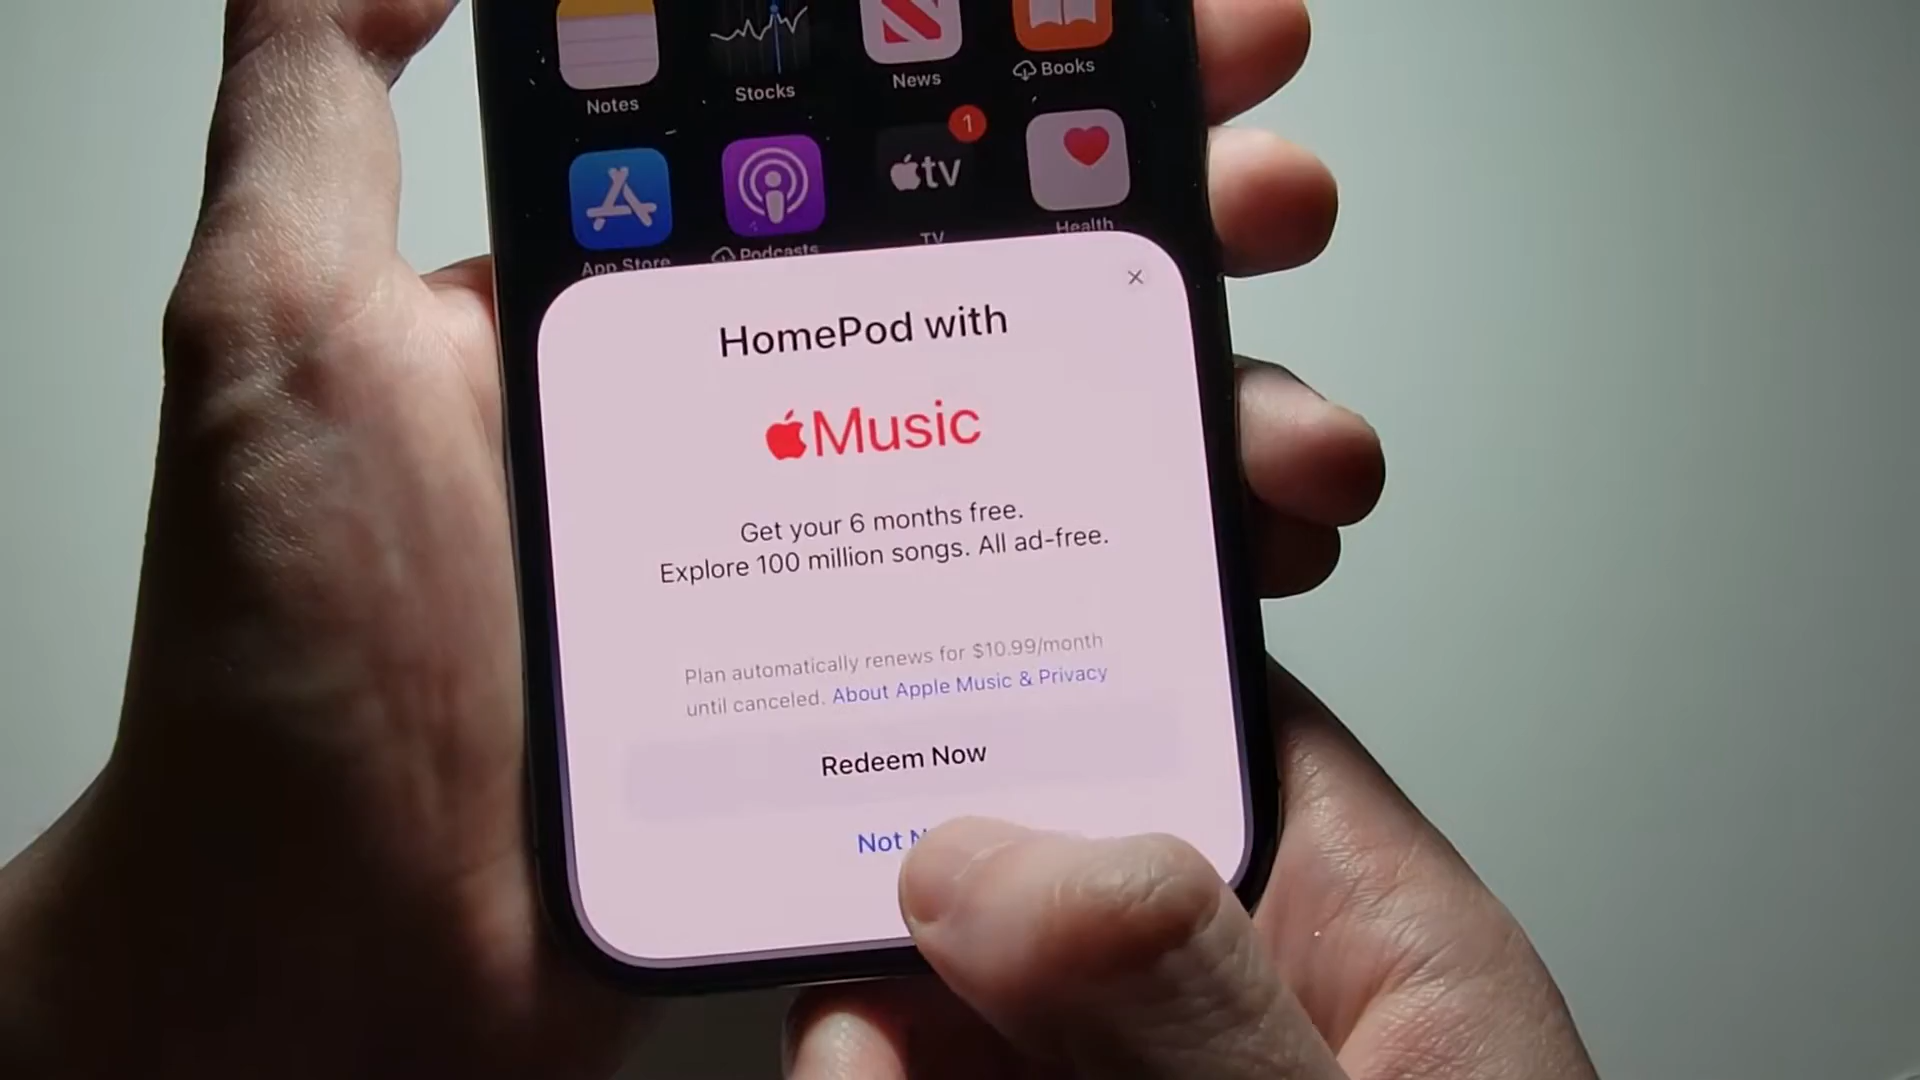 Notes
Stocks
News
Books
1
tv
App Store
Podcasts
TV
Health
HomePod with
Music
Get your 6 months free.
Explore 100 million songs. All ad-free.
Plan automatically renews for $10.99/month
until canceled. About Apple Music & Privacy
Redeem Now
Not